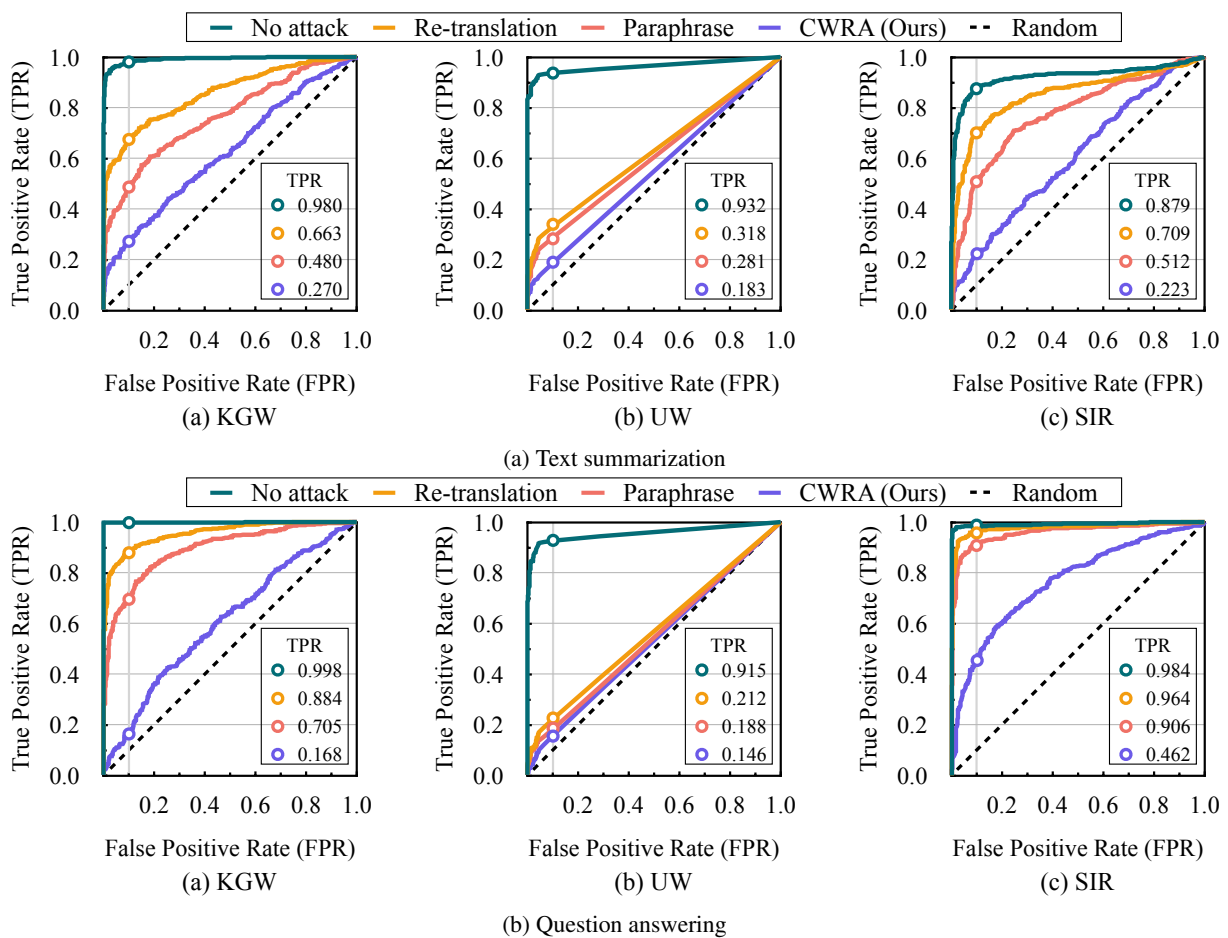 No attack Re-translation Paraphrase CWRA (Ours) Random
True Positive Rate (TPR)
1.0
0.8
0.6
0.4
0.2
0.0
TPR
0.980
0.663
0.480
0.270
0.2 0.4 0.6 0.8 1.0
False Positive Rate (FPR)
(a) KGW
True Positive Rate (TPR)
1.0
0.8
0.6
0.4
0.2
0.0
TPR
0.932
0.318
0.281
0.183
0.2 0.4 0.6 0.8 1.0
False Positive Rate (FPR)
(b) UW
True Positive Rate (TPR)
1.0
0.8
0.6
0.4
0.2
0.0
TPR
0.879
0.709
0.512
0.223
0.2 0.4 0.6 0.8 1.0
False Positive Rate (FPR)
(c) SIR
(a) Text summarization
No attack Re-translation Paraphrase CWRA (Ours) Random
True Positive Rate (TPR)
1.0
0.8
0.6
0.4
0.2
0.0
TPR
0.998
0.884
0.705
0.168
0.2 0.4 0.6 0.8 1.0
False Positive Rate (FPR)
(a) KGW
True Positive Rate (TPR)
1.0
0.8
0.6
0.4
0.2
0.0
TPR
0.915
0.212
0.188
0.146
0.2 0.4 0.6 0.8 1.0
False Positive Rate (FPR)
(b) UW
True Positive Rate (TPR)
1.0
0.8
0.6
0.4
0.2
0.0
TPR
0.984
0.964
0.906
0.462
0.2 0.4 0.6 0.8 1.0
False Positive Rate (FPR)
(c) SIR
(b) Question answering